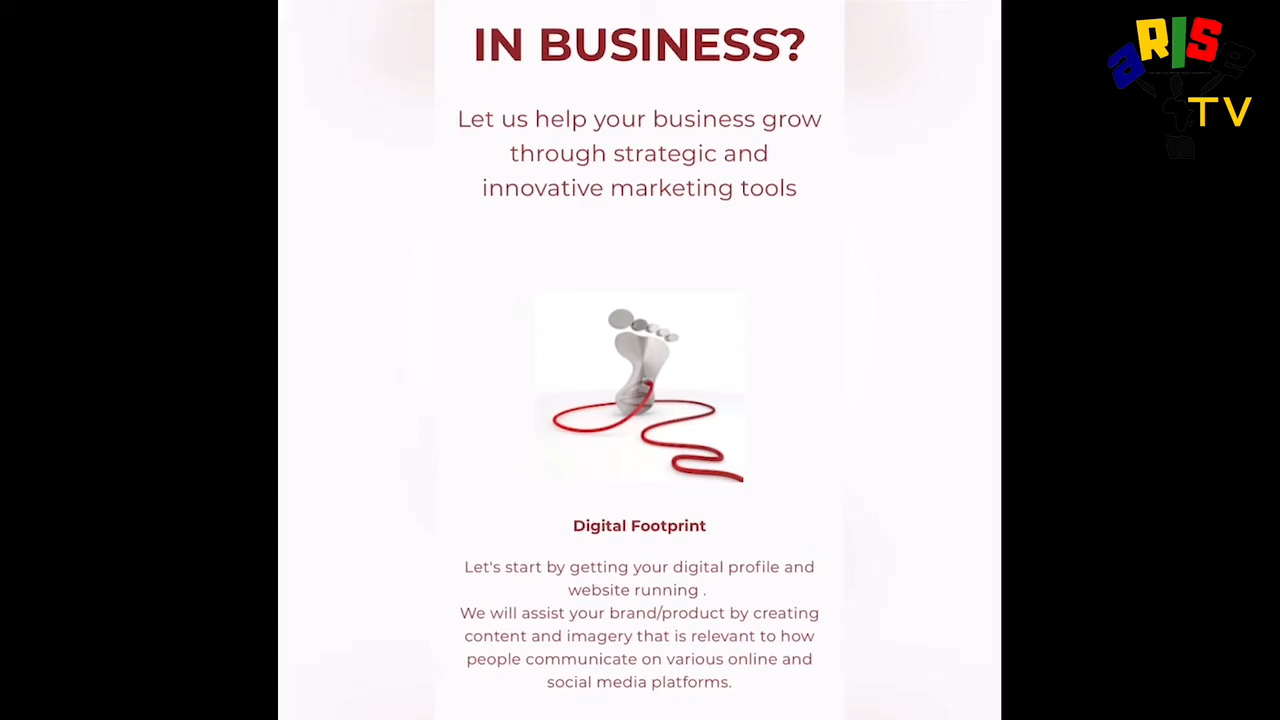 IN BUSINESS?
Let us help your business grow
through strategic and
innovative marketing tools
Digital Footprint
Let's start by getting your digital profile and
website running .
We will assist your brand/product by creating
content and imagery that is relevant to how
people communicate on various online and
social media platforms.
aRISe
TV